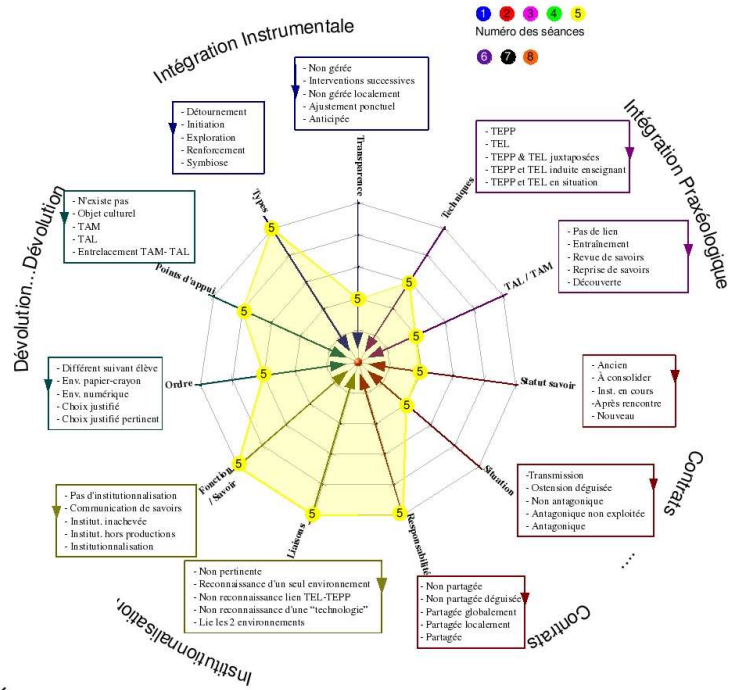 1 2 3 4 5
Numéro des séances
6 7 8
Intégration Instrumentale
- Non gérée
- Interventions successives
- Non gérée localement
- Ajustement ponctuel
- Anticipée
Transparence
- Détournement
- Initiation
- Exploration
- Renforcement
- Symbiose
Types
Intégration Praxéologique
- TEPP
- TEL
- TEPP & TEL juxtaposées
- TEPP et TEL induite enseignant
- TEPP et TEL en situation
Techniques
- Pas de lien
- Entraînement
- Revue de savoirs
- Reprise de savoirs
- Découverte
TAL / TAM
Dévolution...Dévolution
- N'existe pas
- Objet culturel
- TAM
- TAL
- Entrelacement TAM- TAL
Points d'appui
- Différent suivant élève
- Env. papier-crayon
- Env. numérique
- Choix justifié
- Choix justifié pertinent
Ordre
- Ancien
- À consolider
- Inst. en cours
-Après rencontre
- Nouveau
Statut savoir
Contrats
....
Contrats
-Transmission
- Ostension déguisée
- Non antagonique
- Antagonique non exploitée
- Antagonique
Situation
- Non partagée
- Non partagée déguisée
- Partagée globalement
- Partagée localement
- Partagée
Responsabilité
- Pas d'institutionnalisation
- Communication de savoirs
- Institut. inachevée
- Institut. hors productions
- Institutionnalisation
Fonction
/ Savoir
- Non pertinente
- Reconnaissance d'un seul environnement
- Non reconnaissance lien TEL-TEPP
- Non reconnaissance d'une “technologie”
- Lie les 2 environnements
Liaisons
Institutionnalisation
5
5
5
5
5
5
5
5
5
5
5